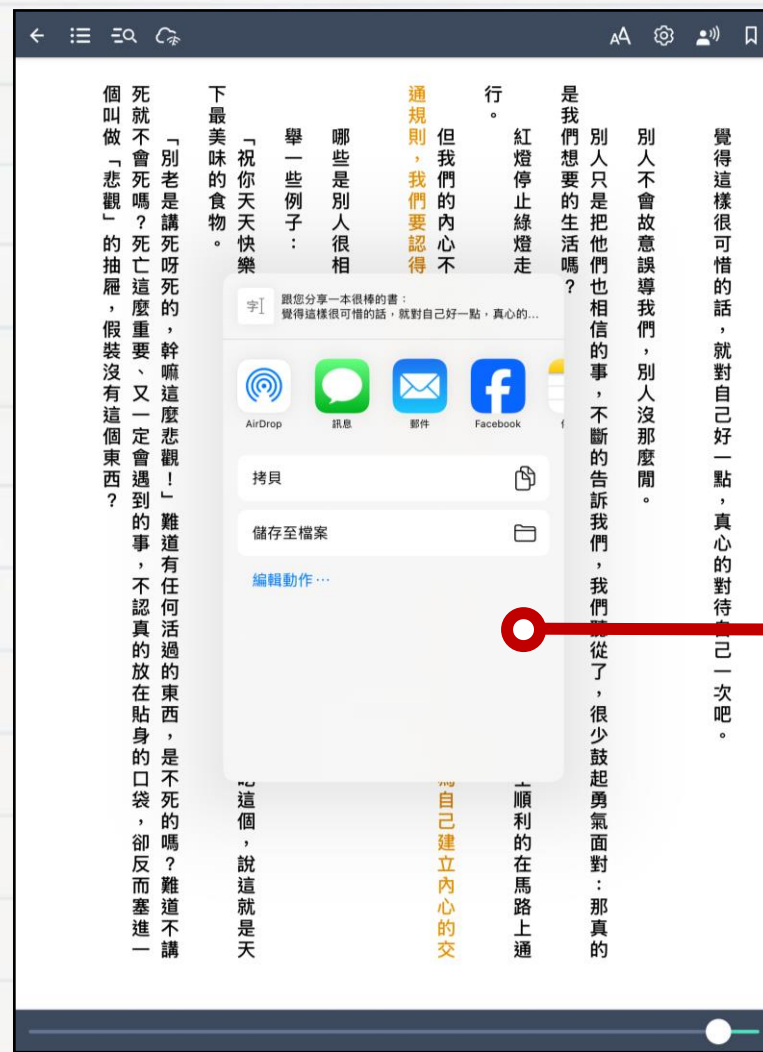 AA
覺得這樣很可惜的話,就對自己好一點,真心的對待自己一次吧。
別人不會故意誤導我們,別人沒那麼閒。
別人只是把他們也相信的事,不斷的告訴我們,我們聽從了,很少鼓起勇氣面對:那真的
是我們想要的生活嗎?
紅燈停止綠燈走
順利的在馬路上通
行。
但我們的內心不
為自己建立內心的交
通規則,我們要認得
哪些是別人很相
舉一些例子:
「祝你天天快樂
這個,說這就是天
下最美味的食物。
「別老是講死呀死的,幹嘛這麼悲觀!」難道有任何活過的東西,是不死的嗎?難道不講
死就不會死嗎?死亡這麼重要、又一定會遇到的事,不認真的放在貼身的口袋,卻反而塞進一
個叫做「悲觀」的抽屜,假裝沒有這個東西?
字
跟您分享一本很棒的書:
覺得這樣很可惜的話,就對自己好一點,真心的...
AirDrop
訊息
郵件
Facebook
拷貝
儲存至檔案
編輯動作⋯